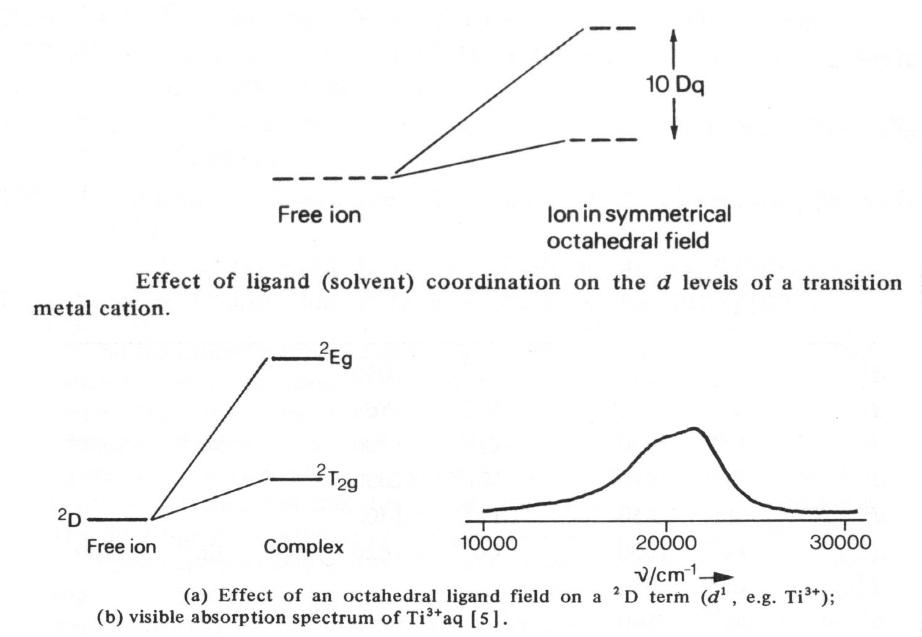 10 Dq
Free ion
Ion in symmetrical
octahedral field
Effect of ligand (solvent) coordination on the d levels of a transition
metal cation.
²Eg
²T₂g
²D
Free ion
Complex
10000
20000
30000
ν/cm⁻¹
(a) Effect of an octahedral ligand field on a ²D term (d¹, e.g. Ti³⁺);
(b) visible absorption spectrum of Ti³⁺aq [5].